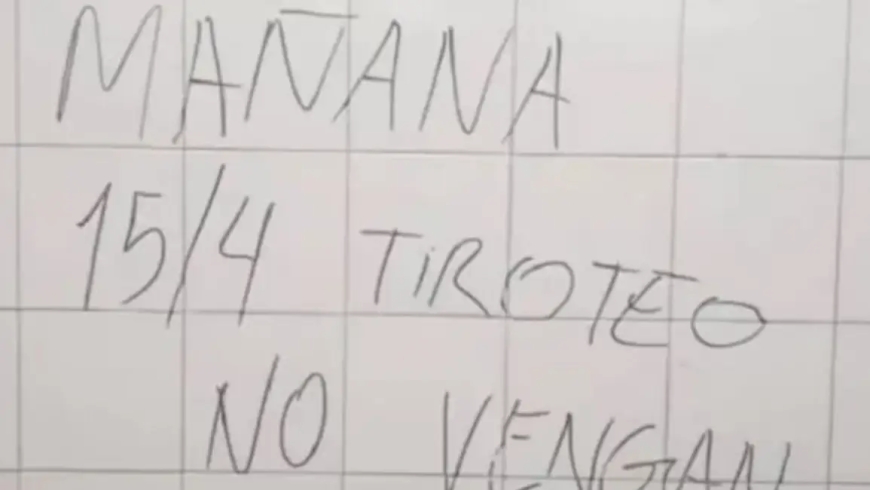 MAÑANA
15/4 TIROTEO
NO VENGAN